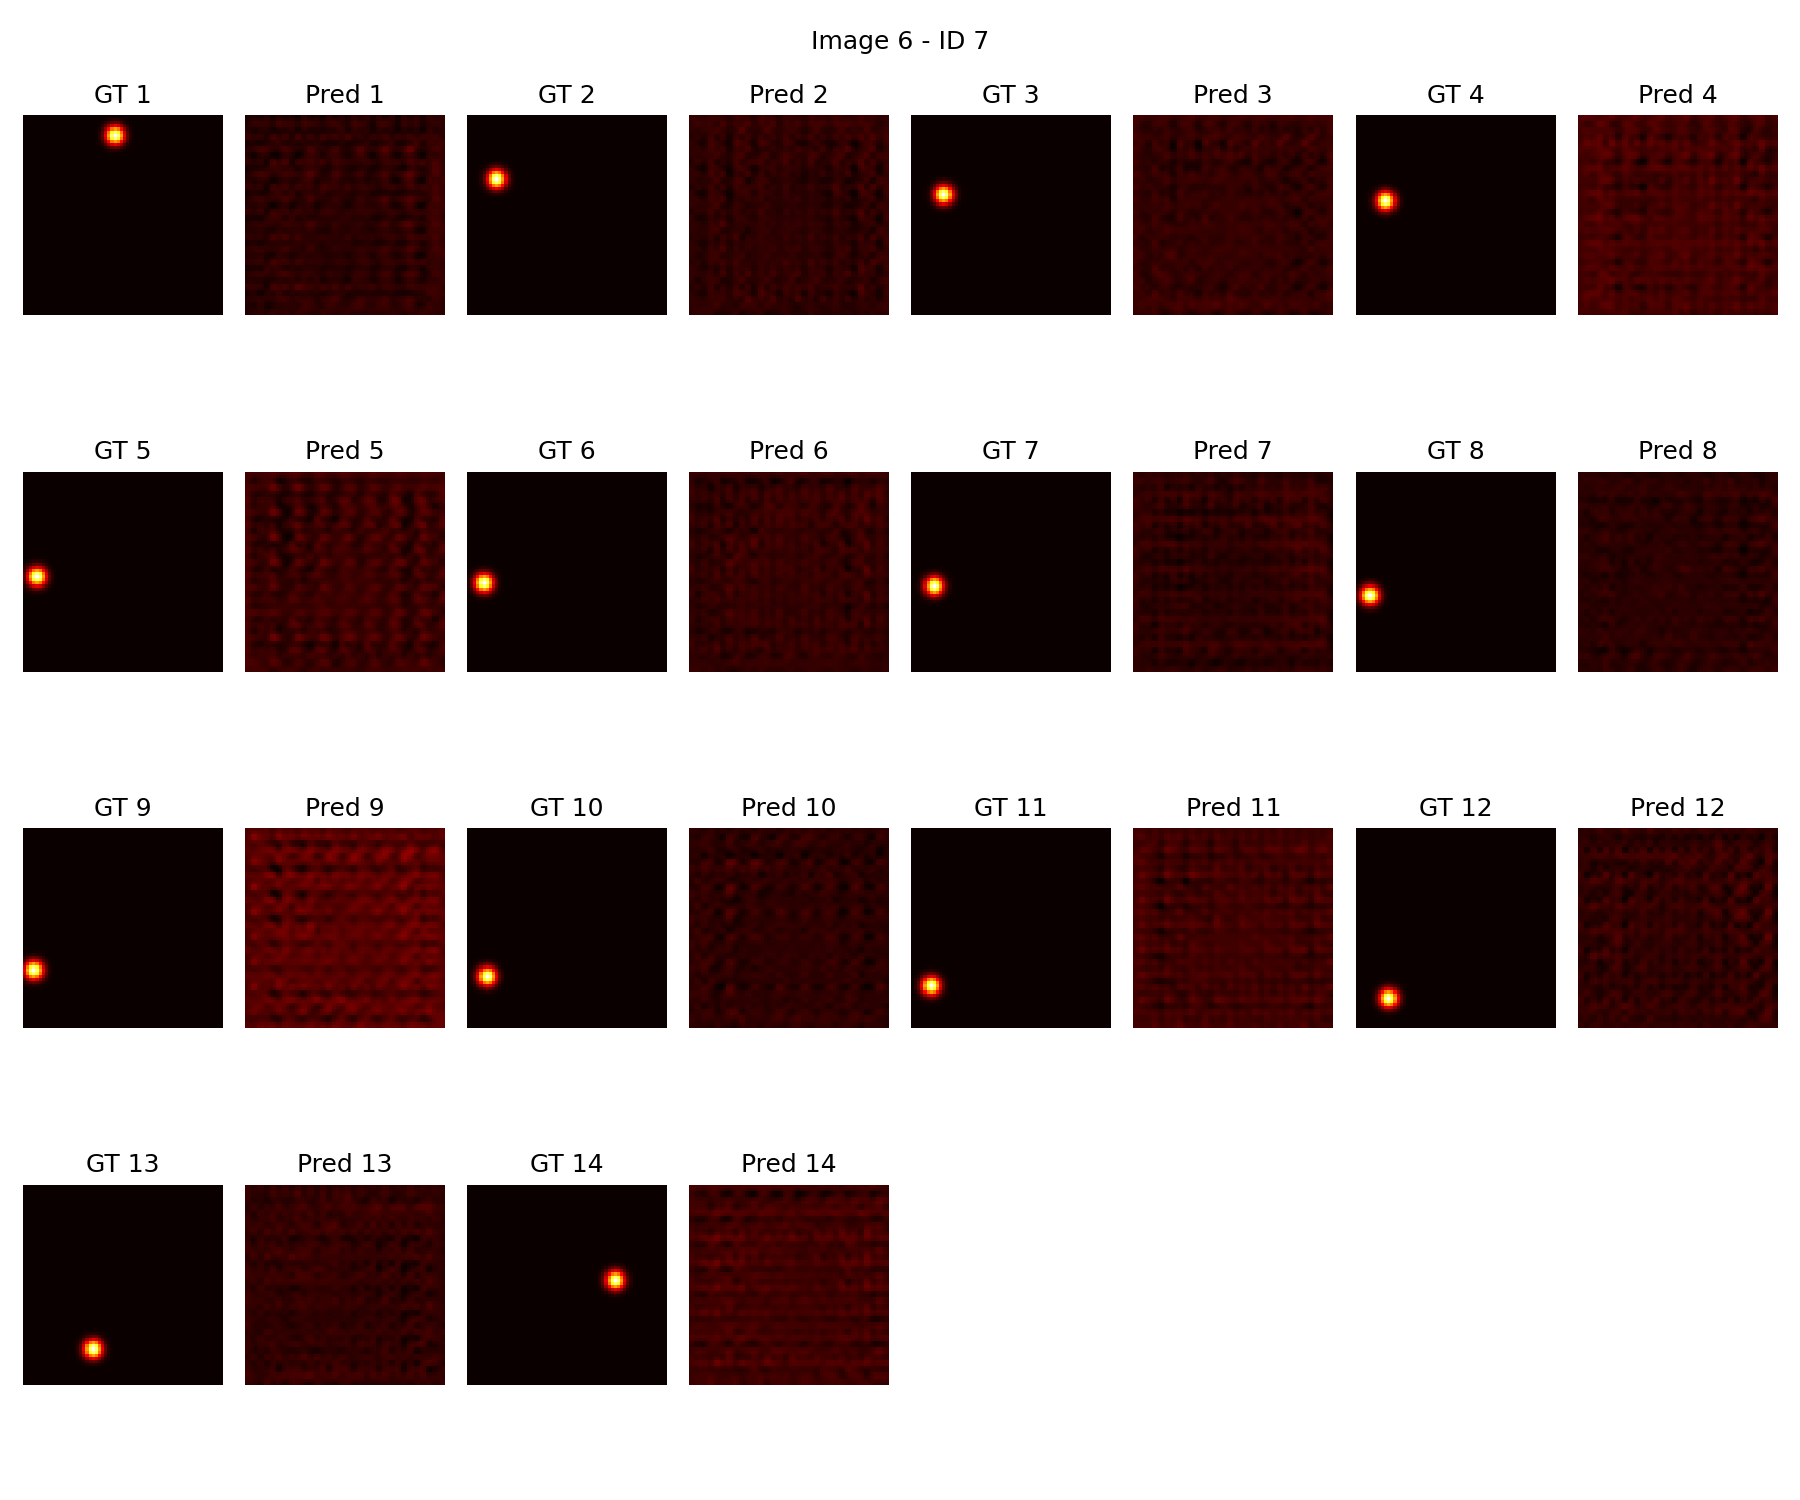 Image 6 - ID 7
GT 1 Pred 1 GT 2 Pred 2 GT 3 Pred 3 GT 4 Pred 4
GT 5 Pred 5 GT 6 Pred 6 GT 7 Pred 7 GT 8 Pred 8
GT 9 Pred 9 GT 10 Pred 10 GT 11 Pred 11 GT 12 Pred 12
GT 13 Pred 13 GT 14 Pred 14